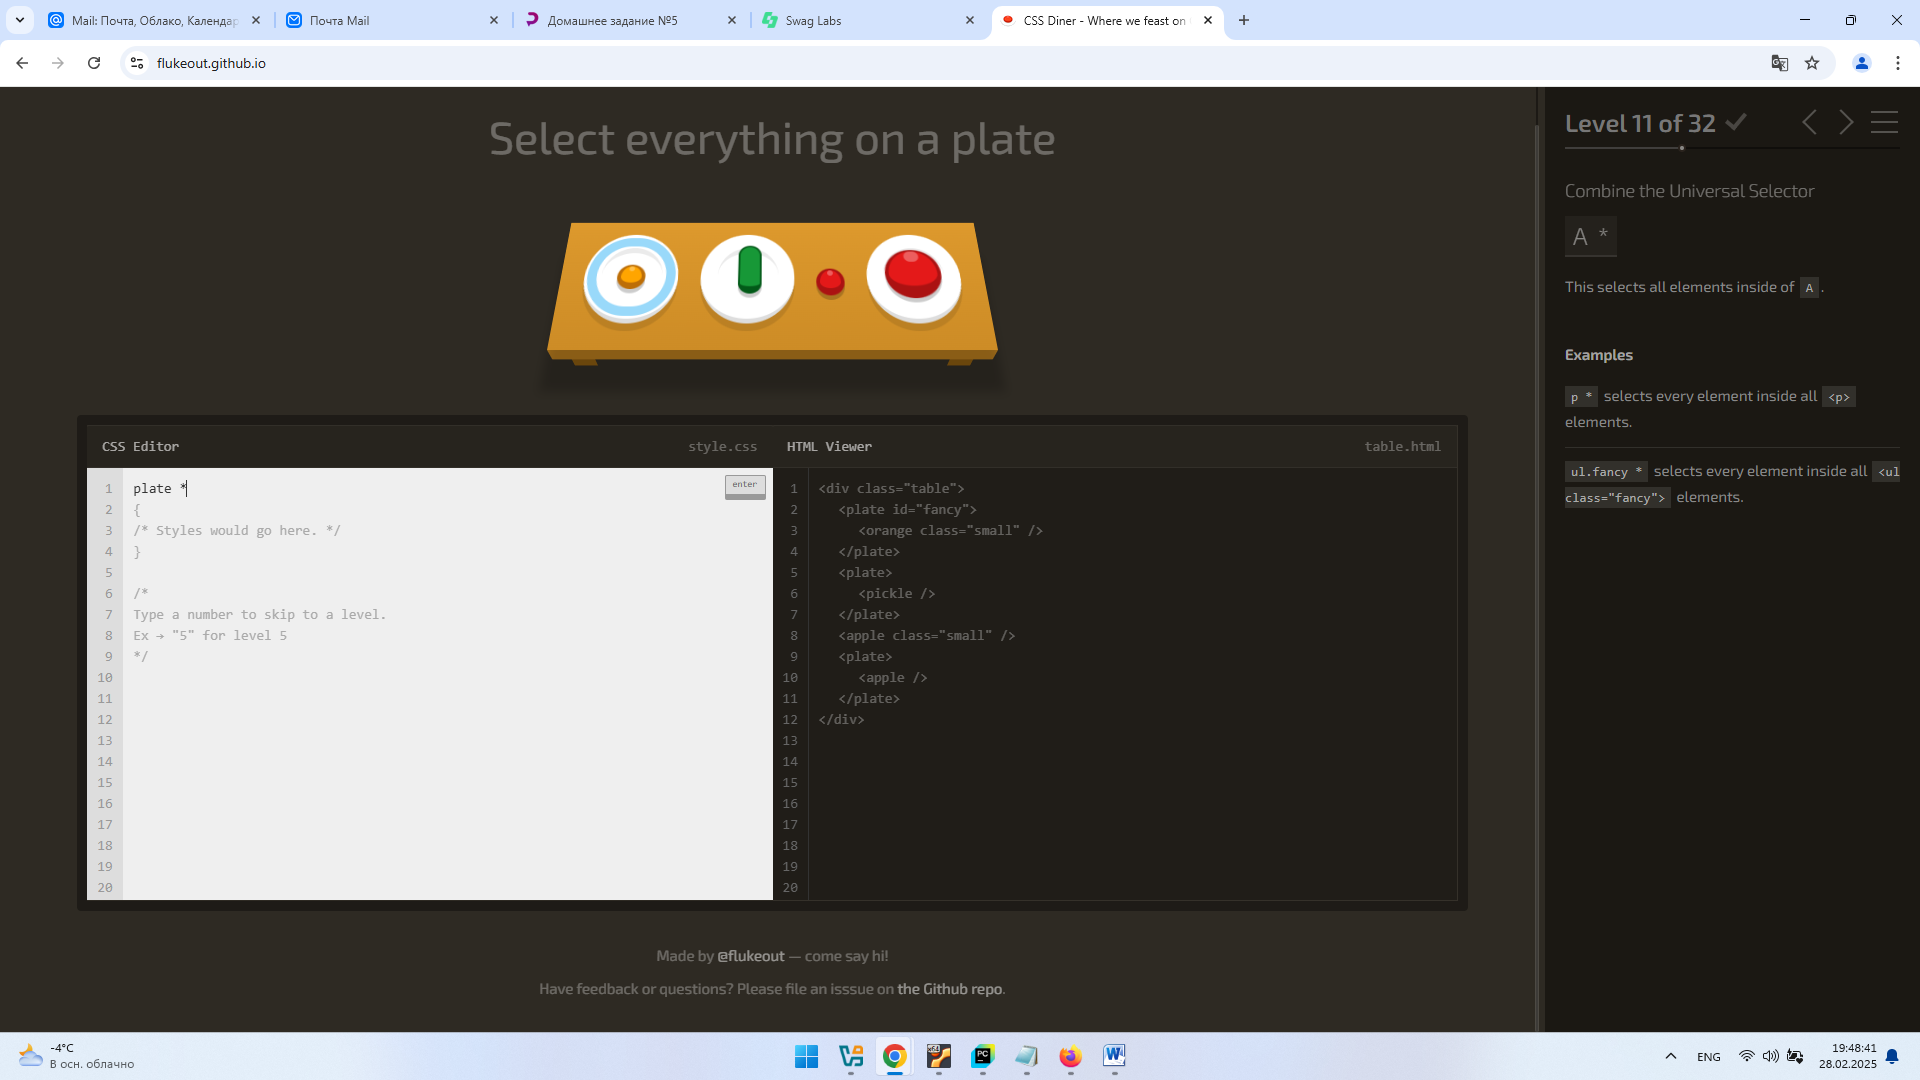 Mail: Почта, Облако, Календар
Почта Mail
Домашнее задание №5
Swag Labs
CSS Diner - Where we feast on
flukeout.github.io
Select everything on a plate
CSS Editor
style.css
HTML Viewer
table.html
1
2
3
4
5
6
7
8
9
10
11
12
13
14
15
16
17
18
19
20
plate *
{
/* Styles would go here. */
}
/*
Type a number to skip to a level.
Ex → "5" for level 5
*/
enter
1
2
3
4
5
6
7
8
9
10
11
12
13
14
15
16
17
18
19
20
<div class="table">
<plate id="fancy">
<orange class="small" />
</plate>
<plate>
<pickle />
</plate>
<apple class="small" />
<plate>
<apple />
</plate>
</div>
Made by @flukeout — come say hi!
Have feedback or questions? Please file an isssue on the Github repo.
Level 11 of 32
Combine the Universal Selector
A *
This selects all elements inside of A .
Examples
p * selects every element inside all <p>
elements.
ul.fancy * selects every element inside all <ul
class="fancy"> elements.
-4°C
В осн. облачно
x64
PC
W
ENG
19:48:41
28.02.2025